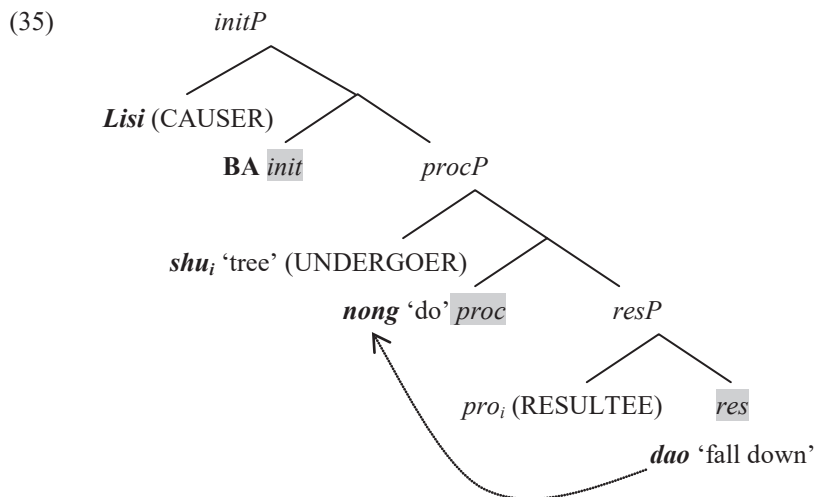 (35) initP
Lisi (CAUSER)
BA init procP
shuᵢ ‘tree’ (UNDERGOER)
nong ‘do’ proc resP
proᵢ (RESULTEE) res
dao ‘fall down’